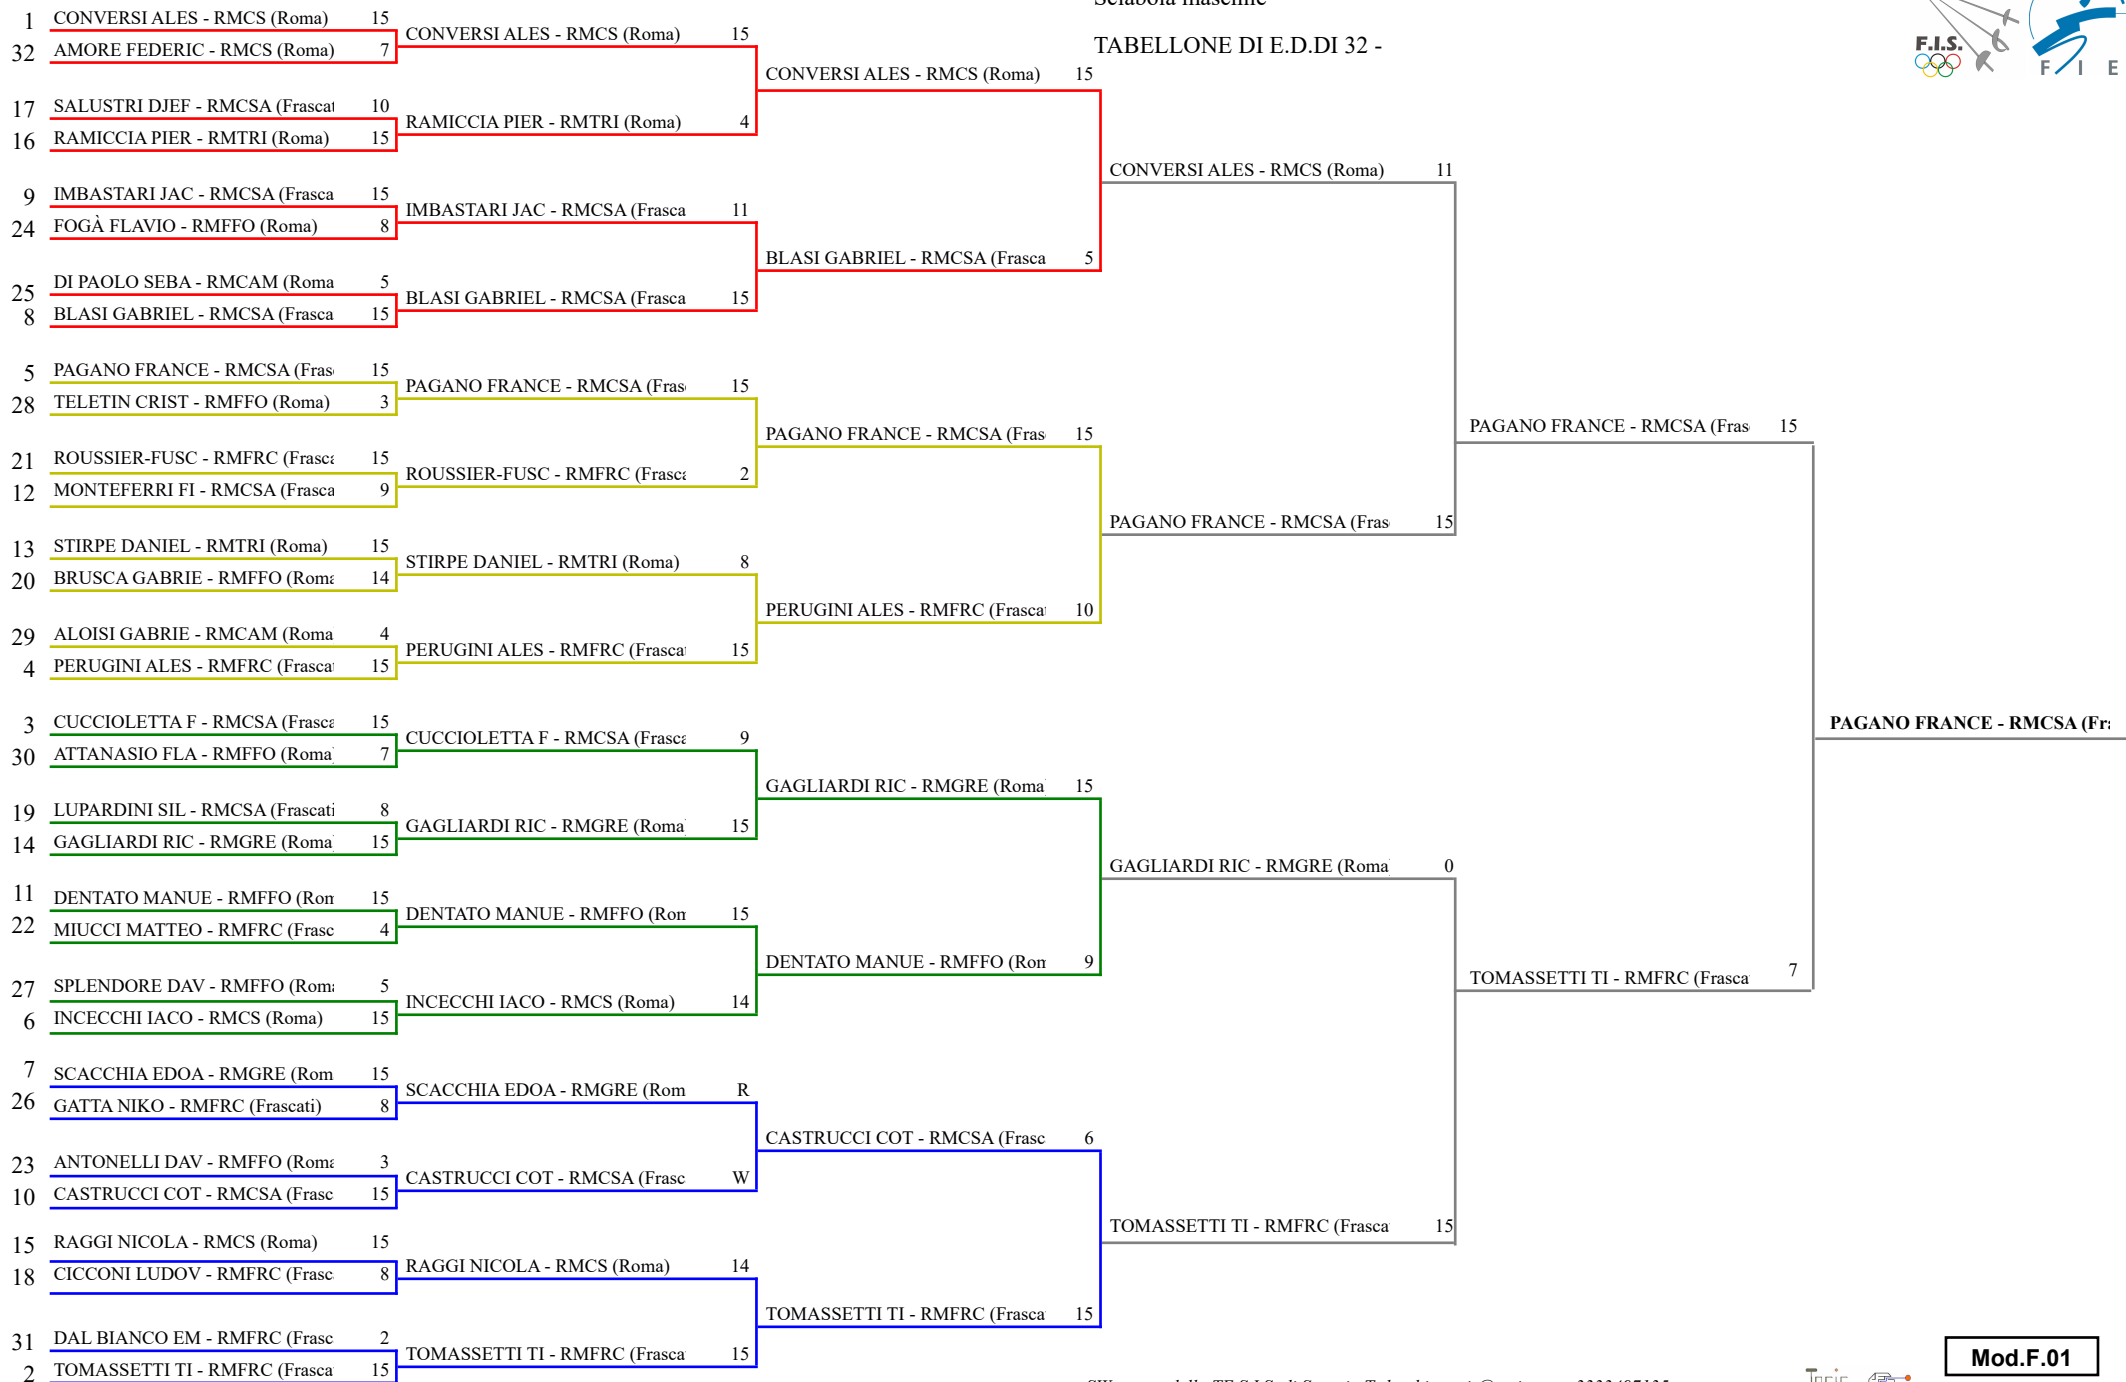 Sciabola maschile
TABELLONE DI E.D.DI 32 -
F.I.S.
F I E
1 CONVERSI ALES - RMCS (Roma) 15
32 AMORE FEDERIC - RMCS (Roma) 7
17 SALUSTRI DJEF - RMCSA (Frascat 10
16 RAMICCIA PIER - RMTRI (Roma) 15
9 IMBASTARI JAC - RMCSA (Frasca 15
24 FOGÀ FLAVIO - RMFFO (Roma) 8
25 DI PAOLO SEBA - RMCAM (Roma 5
8 BLASI GABRIEL - RMCSA (Frasca 15
5 PAGANO FRANCE - RMCSA (Fras 15
28 TELETIN CRIST - RMFFO (Roma) 3
21 ROUSSIER-FUSC - RMFRC (Frasca 15
12 MONTEFERRI FI - RMCSA (Frasca 9
13 STIRPE DANIEL - RMTRI (Roma) 15
20 BRUSCA GABRIE - RMFFO (Roma 14
29 ALOISI GABRIE - RMCAM (Roma 4
4 PERUGINI ALES - RMFRC (Frasca 15
3 CUCCIOLETTA F - RMCSA (Frasca 15
30 ATTANASIO FLA - RMFFO (Roma 7
19 LUPARDINI SIL - RMCSA (Frascati 8
14 GAGLIARDI RIC - RMGRE (Roma 15
11 DENTATO MANUE - RMFFO (Rom 15
22 MIUCCI MATTEO - RMFRC (Frasc 4
27 SPLENDORE DAV - RMFFO (Roma 5
6 INCECCHI IACO - RMCS (Roma) 15
7 SCACCHIA EDOA - RMGRE (Rom 15
26 GATTA NIKO - RMFRC (Frascati) 8
23 ANTONELLI DAV - RMFFO (Roma 3
10 CASTRUCCI COT - RMCSA (Frasc 15
15 RAGGI NICOLA - RMCS (Roma) 15
18 CICCONI LUDOV - RMFRC (Frasc 8
31 DAL BIANCO EM - RMFRC (Frasc 2
2 TOMASSETTI TI - RMFRC (Frasca 15
CONVERSI ALES - RMCS (Roma) 15
RAMICCIA PIER - RMTRI (Roma) 4
IMBASTARI JAC - RMCSA (Frasca 11
BLASI GABRIEL - RMCSA (Frasca 15
PAGANO FRANCE - RMCSA (Fras 15
ROUSSIER-FUSC - RMFRC (Frasca 2
STIRPE DANIEL - RMTRI (Roma) 8
PERUGINI ALES - RMFRC (Frasca 15
CUCCIOLETTA F - RMCSA (Frasca 9
GAGLIARDI RIC - RMGRE (Roma 15
DENTATO MANUE - RMFFO (Rom 15
INCECCHI IACO - RMCS (Roma) 14
SCACCHIA EDOA - RMGRE (Rom R
CASTRUCCI COT - RMCSA (Frasc W
RAGGI NICOLA - RMCS (Roma) 14
TOMASSETTI TI - RMFRC (Frasca 15
CONVERSI ALES - RMCS (Roma) 15
BLASI GABRIEL - RMCSA (Frasca 5
PAGANO FRANCE - RMCSA (Fras 15
PERUGINI ALES - RMFRC (Frasca 10
GAGLIARDI RIC - RMGRE (Roma 15
DENTATO MANUE - RMFFO (Rom 9
CASTRUCCI COT - RMCSA (Frasc 6
TOMASSETTI TI - RMFRC (Frasca 15
CONVERSI ALES - RMCS (Roma) 11
PAGANO FRANCE - RMCSA (Fras 15
GAGLIARDI RIC - RMGRE (Roma 0
TOMASSETTI TI - RMFRC (Frasca 15
PAGANO FRANCE - RMCSA (Fras 15
TOMASSETTI TI - RMFRC (Frasca 7
PAGANO FRANCE - RMCSA (Fra
Mod.F.01